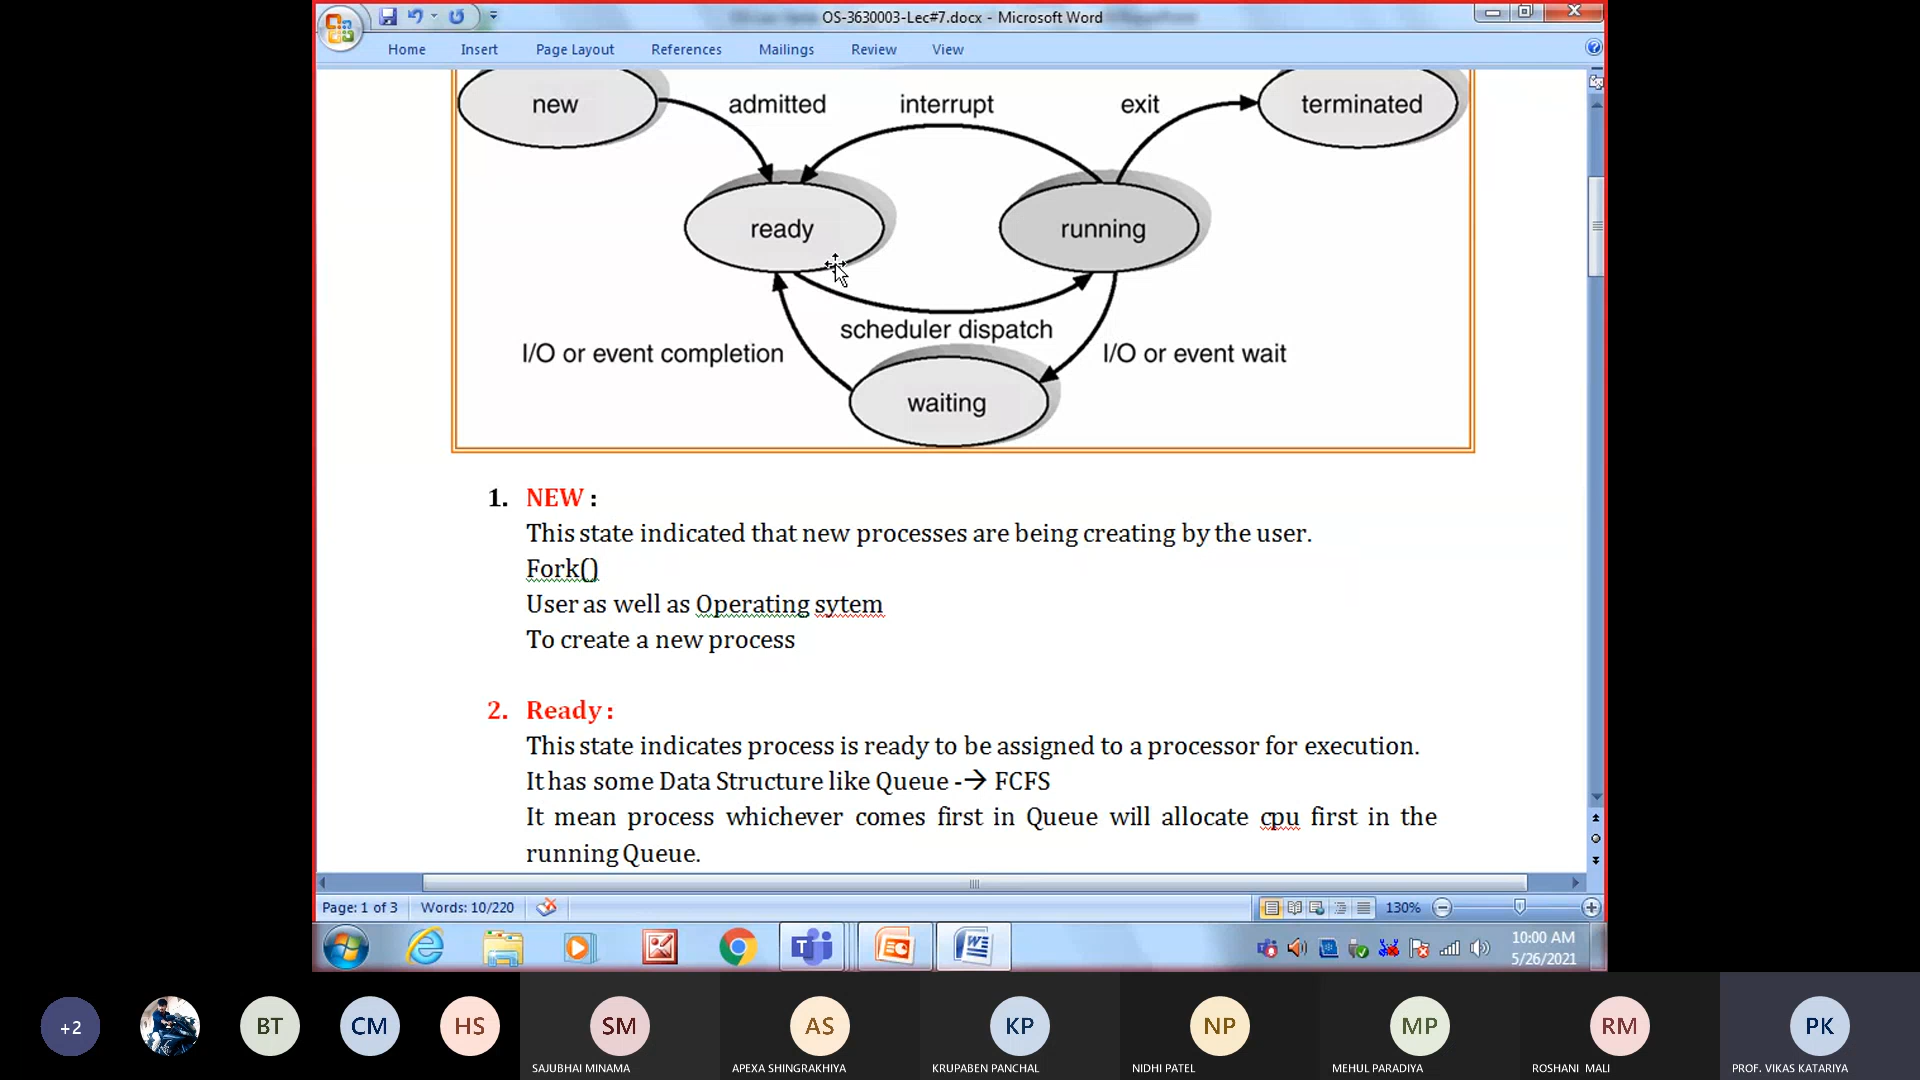 OS-3630003-Lec#7.docx - Microsoft Word
Home Insert Page Layout References Mailings Review View
new admitted interrupt exit terminated
ready running
scheduler dispatch
I/O or event completion I/O or event wait
waiting
1. NEW :
This state indicated that new processes are being creating by the user.
Fork()
User as well as Operating sytem
To create a new process
2. Ready :
This state indicates process is ready to be assigned to a processor for execution.
It has some Data Structure like Queue -→ FCFS
It mean process whichever comes first in Queue will allocate cpu first in the
running Queue.
Page: 1 of 3 Words: 10/220 130%
10:00 AM
5/26/2021
+2 BT CM HS SM AS KP NP MP RM PK
SAJUBHAI MINAMA APEXA SHINGRAKHIYA KRUPABEN PANCHAL NIDHI PATEL MEHUL PARADIYA ROSHANI MALI PROF. VIKAS KATARIYA